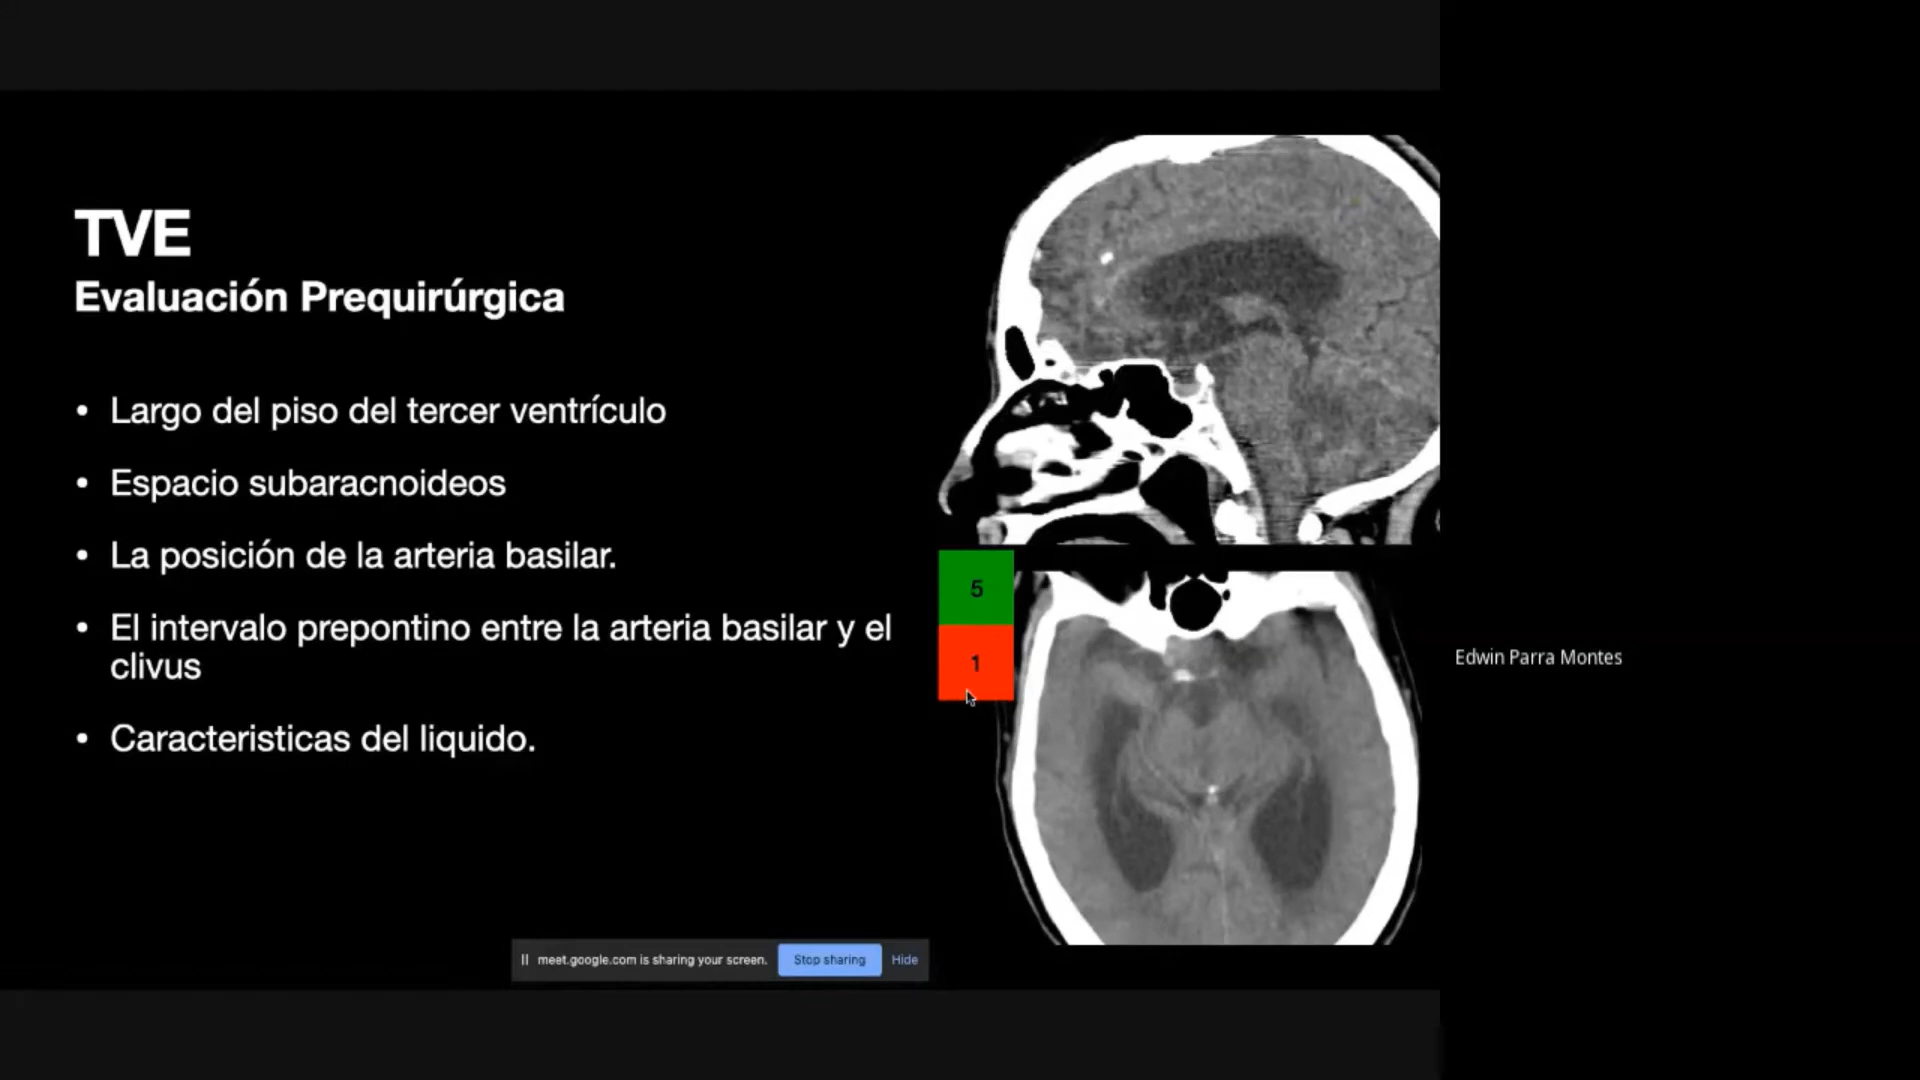 TVE
Evaluación Prequirúrgica
• Largo del piso del tercer ventrículo
• Espacio subaracnoideos
• La posición de la arteria basilar.
• El intervalo prepontino entre la arteria basilar y el
clivus
• Caracteristicas del liquido.
5
1
Edwin Parra Montes
meet.google.com is sharing your screen.
Stop sharing
Hide